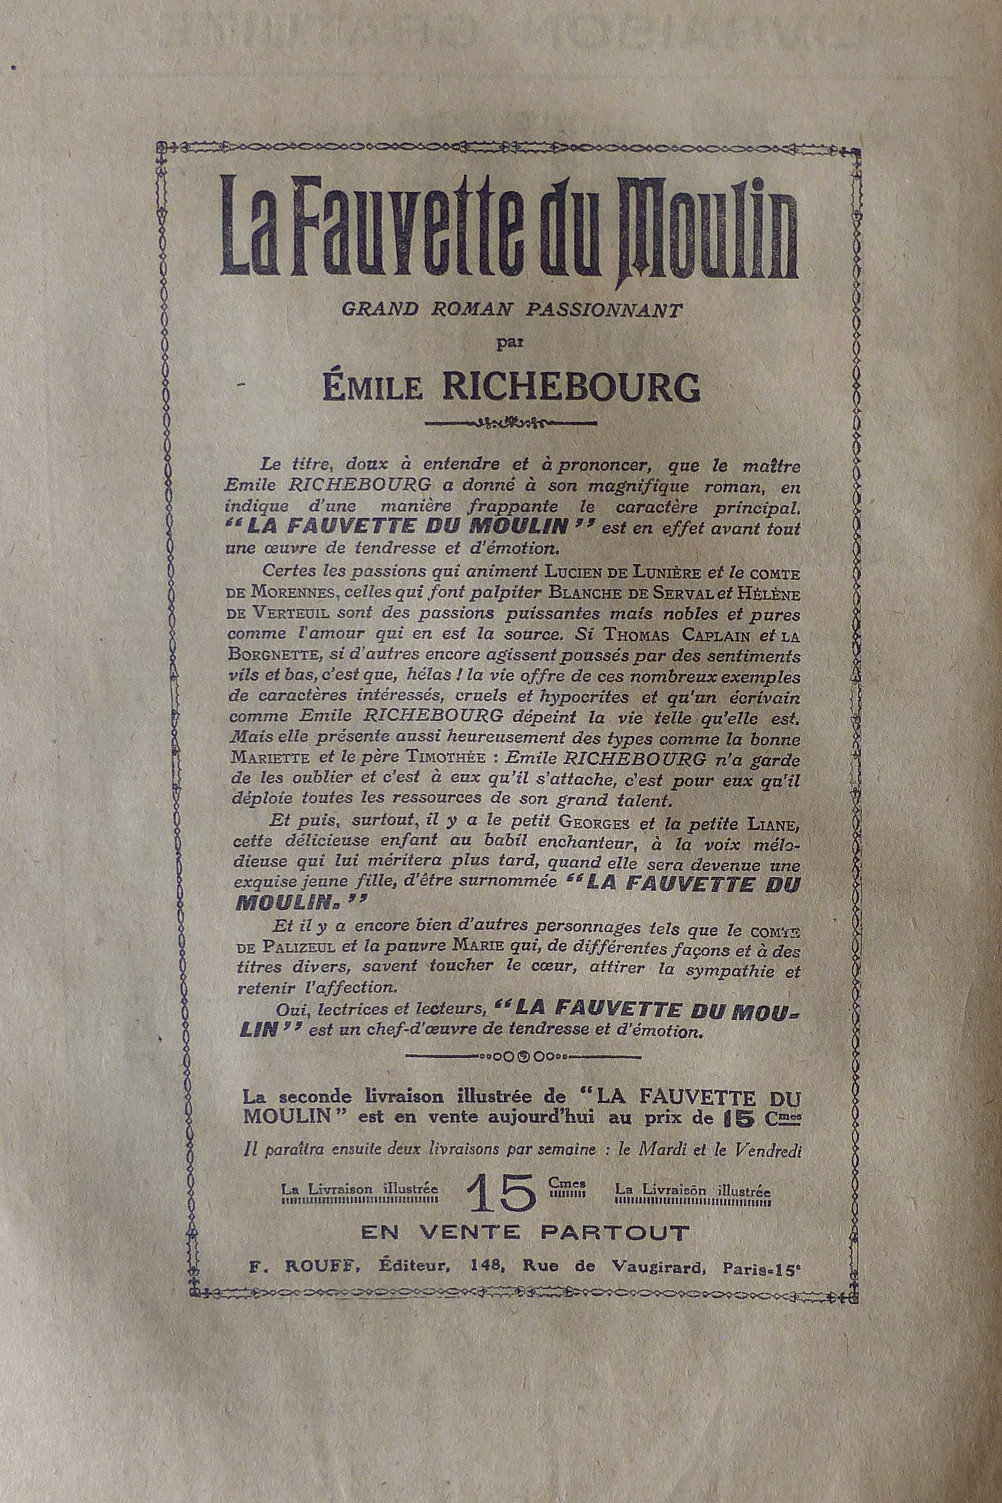 La Fauvette du Moulin
GRAND ROMAN PASSIONNANT
par
ÉMILE RICHEBOURG
Le titre, doux à entendre et à prononcer, que le maître
Emile RICHEBOURG a donné à son magnifique roman, en
indique d'une manière frappante le caractère principal.
“LA FAUVETTE DU MOULIN” est en effet avant tout
une œuvre de tendresse et d'émotion.
Certes les passions qui animent LUCIEN DE LUNIÈRE et le COMTE
DE MORENNES, celles qui font palpiter BLANCHE DE SERVAL et HÉLÈNE
DE VERTEUIL sont des passions puissantes mais nobles et pures
comme l'amour qui en est la source. Si THOMAS CAPLAIN et LA
BORGNETTE, si d'autres encore agissent poussés par des sentiments
vils et bas, c'est que, hélas ! la vie offre de ces nombreux exemples
de caractères intéressés, cruels et hypocrites et qu'un écrivain
comme Emile RICHEBOURG dépeint la vie telle qu'elle est.
Mais elle présente aussi heureusement des types comme la bonne
MARIETTE et le père TIMOTHÉE : Emile RICHEBOURG n'a garde
de les oublier et c'est à eux qu'il s'attache, c'est pour eux qu'il
déploie toutes les ressources de son grand talent.
Et puis, surtout, il y a le petit GEORGES et la petite LIANE,
cette délicieuse enfant au babil enchanteur, à la voix mélo-
dieuse qui lui méritera plus tard, quand elle sera devenue une
exquise jeune fille, d'être surnommée “LA FAUVETTE DU
MOULIN.”
Et il y a encore bien d'autres personnages tels que le COMTE
DE PALIZEUL et la pauvre MARIE qui, de différentes façons et à des
titres divers, savent toucher le cœur, attirer la sympathie et
retenir l'affection.
Oui, lectrices et lecteurs, “LA FAUVETTE DU MOU-
LIN” est un chef-d'œuvre de tendresse et d'émotion.
La seconde livraison illustrée de “LA FAUVETTE DU
MOULIN” est en vente aujourd'hui au prix de 15 Cmes
Il paraîtra ensuite deux livraisons par semaine : le Mardi et le Vendredi
La Livraison illustrée 15 Cmes La Livraison illustrée
EN VENTE PARTOUT
F. ROUFF, Éditeur, 148, Rue de Vaugirard, Paris-15e